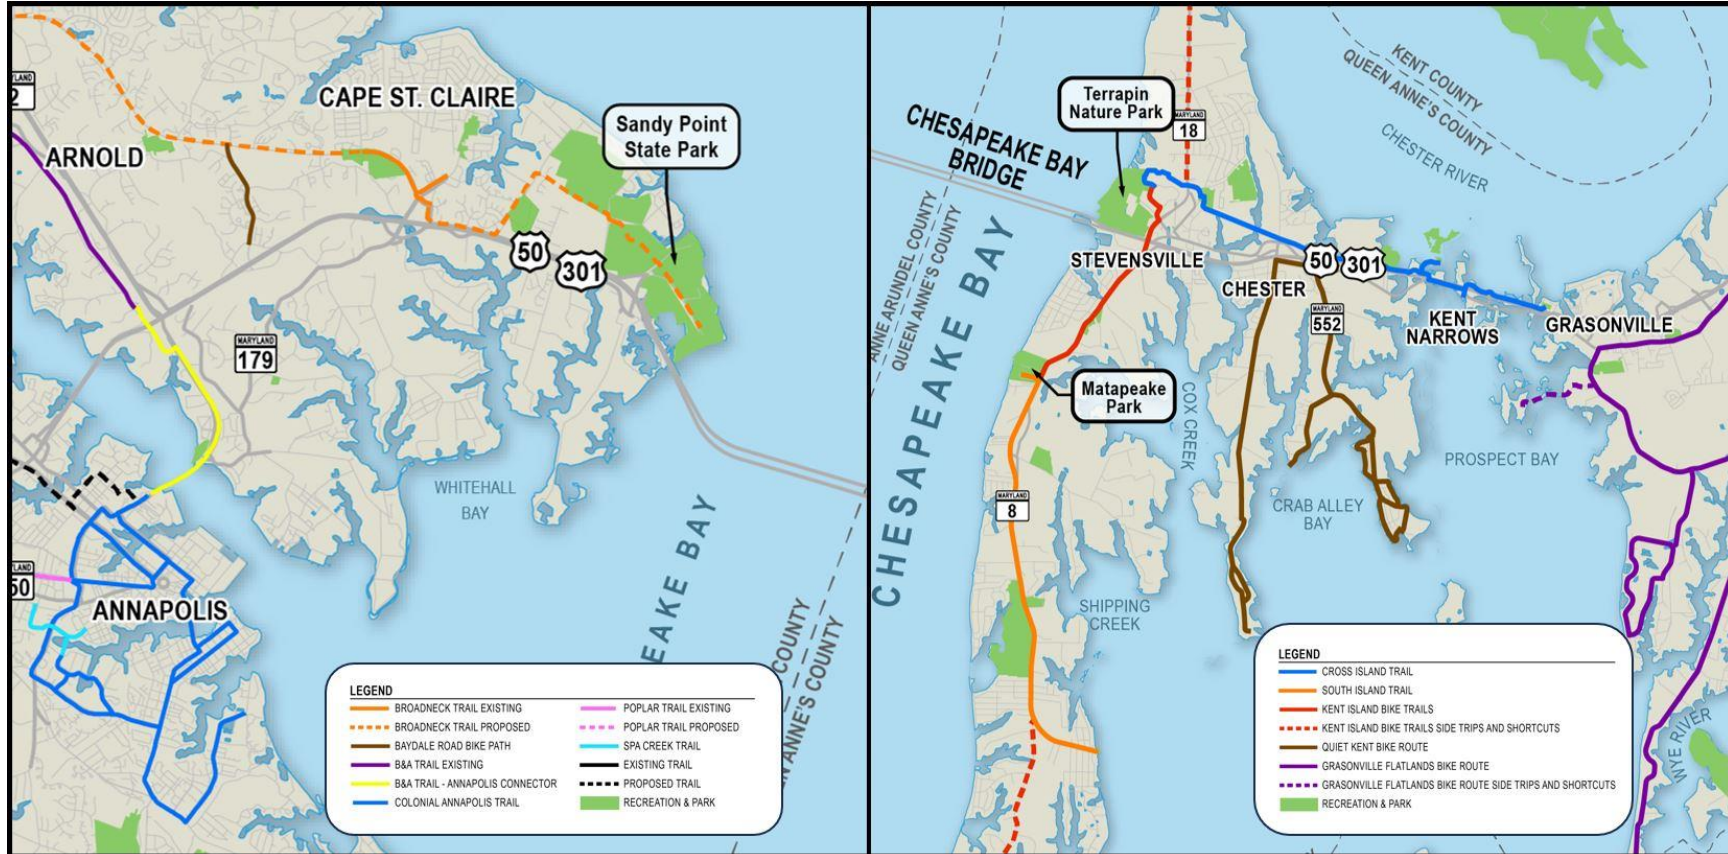 MARYLAND
2
ARNOLD
CAPE ST. CLAIRE
Sandy Point
State Park
50
301
MARYLAND
179
WHITEHALL
BAY
50
ANNAPOLIS
EAKE BAY
COUNTY
N ANNE'S COUNTY
LEGEND
BROADNECK TRAIL EXISTING
BROADNECK TRAIL PROPOSED
BAYDALE ROAD BIKE PATH
B&A TRAIL EXISTING
B&A TRAIL - ANNAPOLIS CONNECTOR
COLONIAL ANNAPOLIS TRAIL
POPLAR TRAIL EXISTING
POPLAR TRAIL PROPOSED
SPA CREEK TRAIL
EXISTING TRAIL
PROPOSED TRAIL
RECREATION & PARK
KENT COUNTY
QUEEN ANNE'S COUNTY
CHESTER RIVER
Terrapin
Nature Park
MARYLAND
18
CHESAPEAKE BAY
BRIDGE
ANNE ARUNDEL COUNTY
QUEEN ANNE'S COUNTY
CHESAPEAKE BAY
STEVENSVILLE
50
301
CHESTER
MARYLAND
552
KENT
NARROWS
GRASONVILLE
Matapeake
Park
COX CREEK
PROSPECT BAY
CRAB ALLEY
BAY
MARYLAND
8
SHIPPING
CREEK
WYE RIVER
LEGEND
CROSS ISLAND TRAIL
SOUTH ISLAND TRAIL
KENT ISLAND BIKE TRAILS
KENT ISLAND BIKE TRAILS SIDE TRIPS AND SHORTCUTS
QUIET KENT BIKE ROUTE
GRASONVILLE FLATLANDS BIKE ROUTE
GRASONVILLE FLATLANDS BIKE ROUTE SIDE TRIPS AND SHORTCUTS
RECREATION & PARK